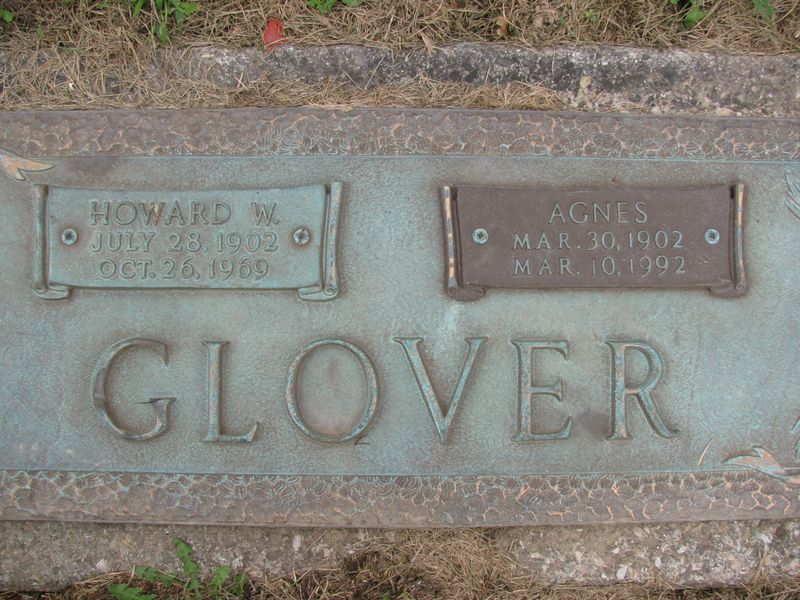 HOWARD W.
JULY 28, 1902
OCT. 26, 1969
AGNES
MAR. 30, 1902
MAR. 10, 1992
GLOVER